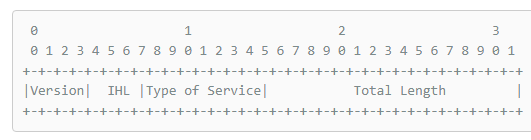 0                   1                   2                   3
 0 1 2 3 4 5 6 7 8 9 0 1 2 3 4 5 6 7 8 9 0 1 2 3 4 5 6 7 8 9 0 1
+-+-+-+-+-+-+-+-+-+-+-+-+-+-+-+-+-+-+-+-+-+-+-+-+-+-+-+-+-+-+-+-+
|Version|  IHL |Type of Service|           Total Length         |
+-+-+-+-+-+-+-+-+-+-+-+-+-+-+-+-+-+-+-+-+-+-+-+-+-+-+-+-+-+-+-+-+